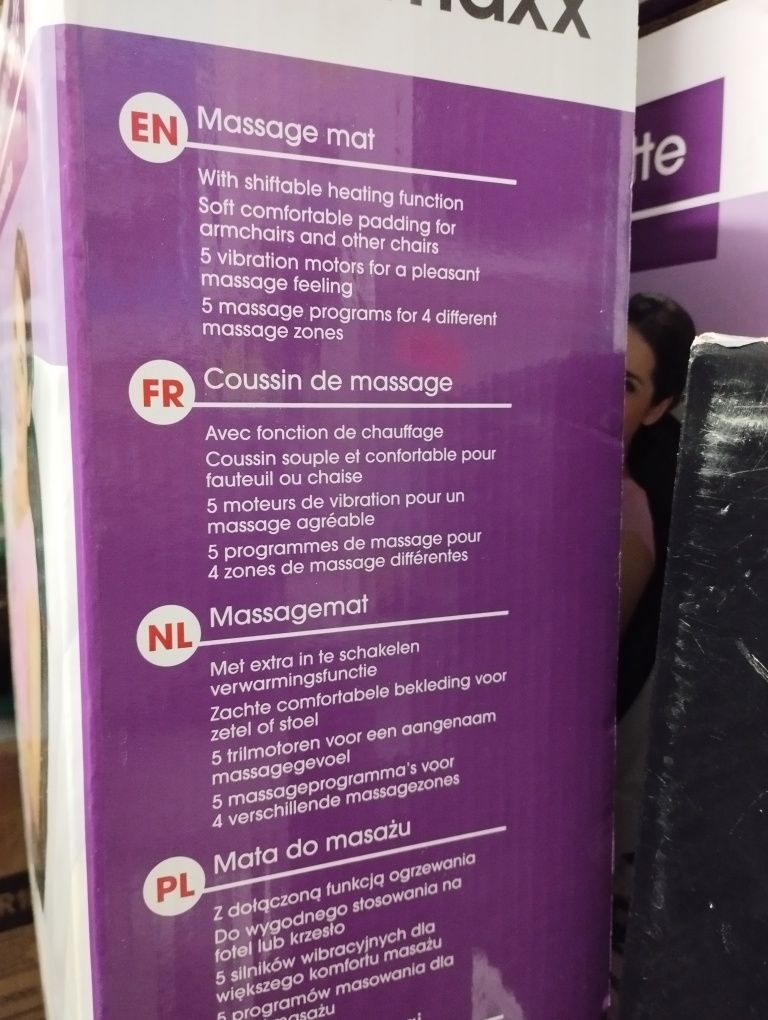 EN Massage mat
With shiftable heating function
Soft comfortable padding for
armchairs and other chairs
5 vibration motors for a pleasant
massage feeling
5 massage programs for 4 different
massage zones
FR Coussin de massage
Avec fonction de chauffage
Coussin souple et confortable pour
fauteuil ou chaise
5 moteurs de vibration pour un
massage agréable
5 programmes de massage pour
4 zones de massage différentes
NL Massagemat
Met extra in te schakelen
verwarmingsfunctie
Zachte comfortabele bekleding voor
zetel of stoel
5 trilmotoren voor een aangenaam
massagegevoel
5 massageprogramma's voor
4 verschillende massagezones
PL Mata do masażu
Z dołączoną funkcją ogrzewania
Do wygodnego stosowania na
fotel lub krzesło
5 silników wibracyjnych dla
większego komfortu masażu
5 programów masowania dla
masażu